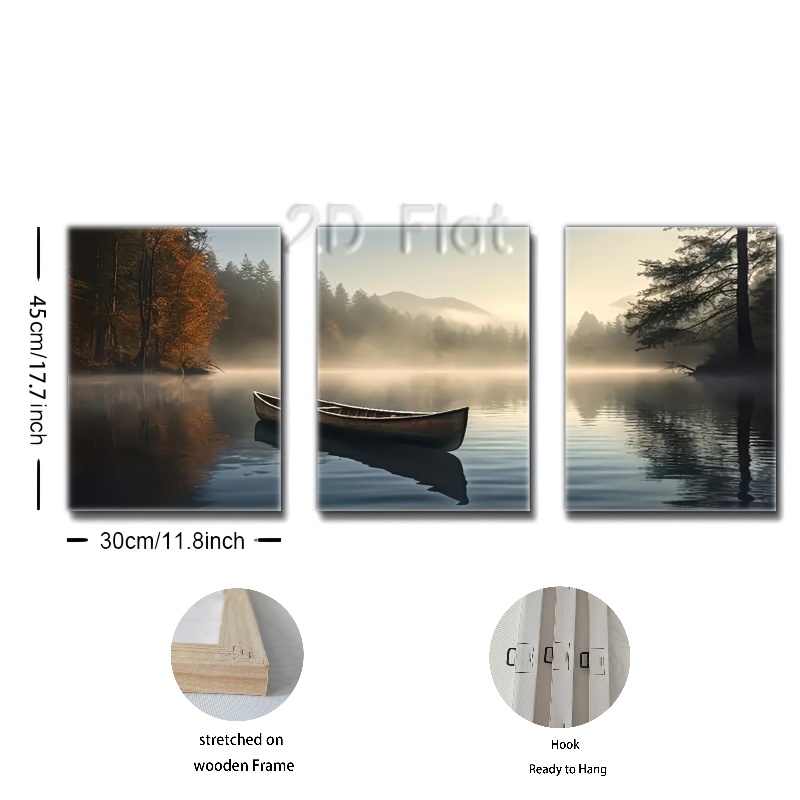 2D Flat
45cm/17.7inch
30cm/11.8inch
stretched on
wooden Frame
Hook
Ready to Hang